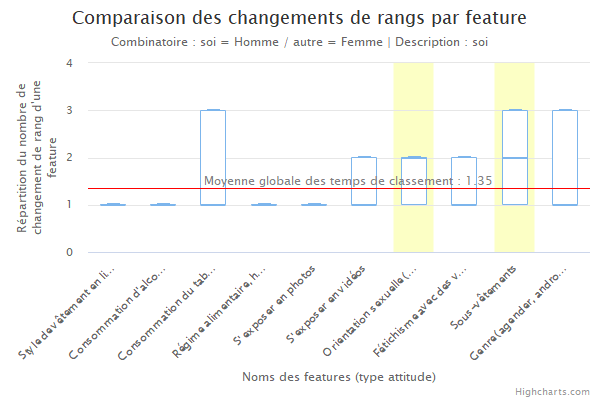 Comparaison des changements de rangs par feature
Combinatoire : soi = Homme / autre = Femme | Description : soi
Répartition du nombre de
changement de rang d'une
feature
4
3
2
1
0
Moyenne globale des temps de classement : 1.35
Style de vêtement en li...
Consommation d'alco...
Consommation du tab...
Régime alimentaire, h...
S'exposer en photos
S'exposer en vidéos
Orientation sexuelle (...
Fétichisme avec des v...
Sous-vêtements
Genre (agender, andro...
Noms des features (type attitude)
Highcharts.com